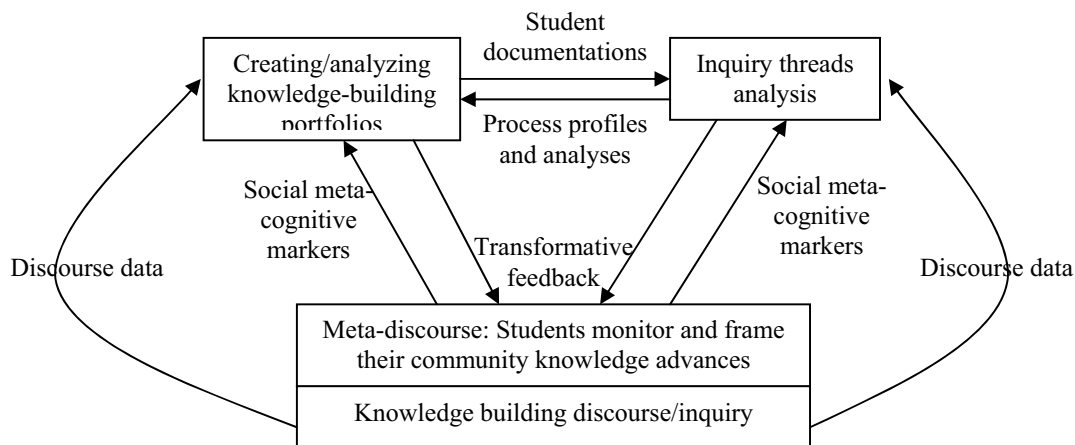 Student
documentations
Creating/analyzing
knowledge-building
portfolios
Inquiry threads
analysis
Process profiles
and analyses
Social meta-
cognitive
markers
Social meta-
cognitive
markers
Transformative
feedback
Discourse data
Discourse data
Meta-discourse: Students monitor and frame
their community knowledge advances
Knowledge building discourse/inquiry